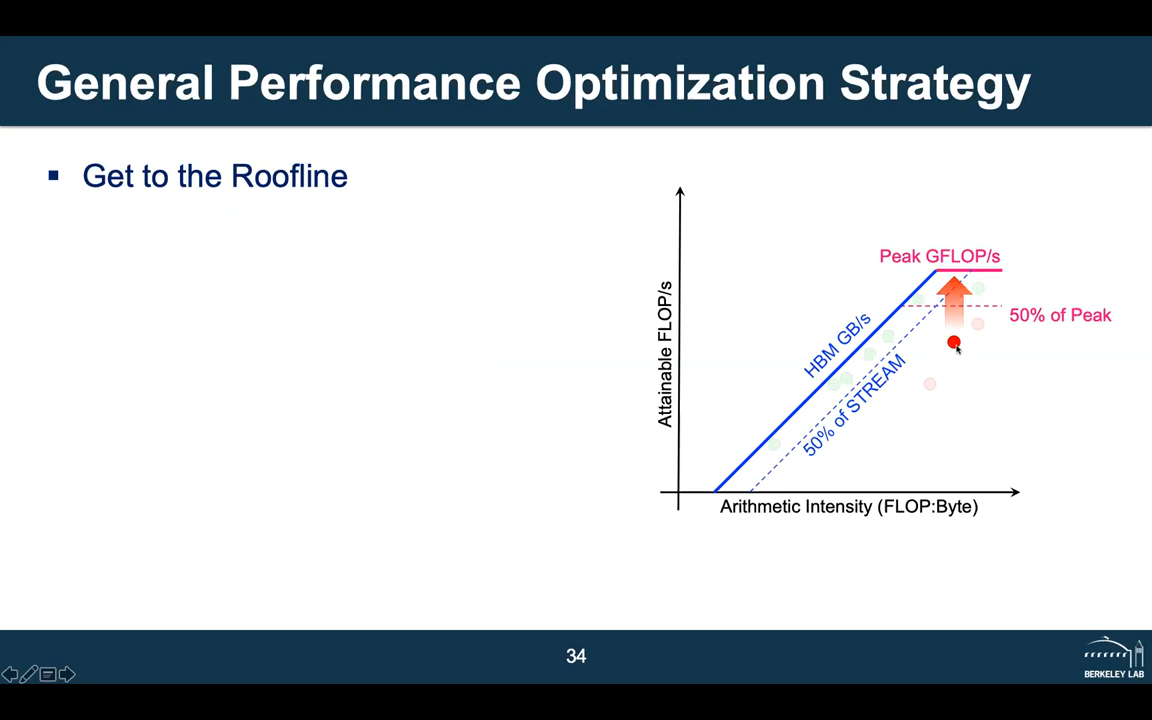 General Performance Optimization Strategy
▪ Get to the Roofline
Peak GFLOP/s
50% of Peak
HBM GB/s
50% of STREAM
Attainable FLOP/s
Arithmetic Intensity (FLOP:Byte)
34
BERKELEY LAB